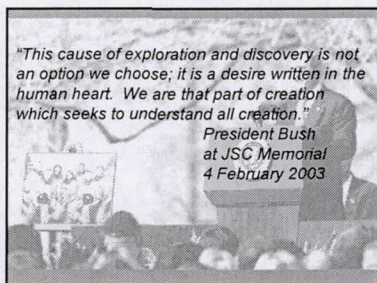 “This cause of exploration and discovery is not
an option we choose; it is a desire written in the
human heart. We are that part of creation
which seeks to understand all creation.”
President Bush
at JSC Memorial
4 February 2003